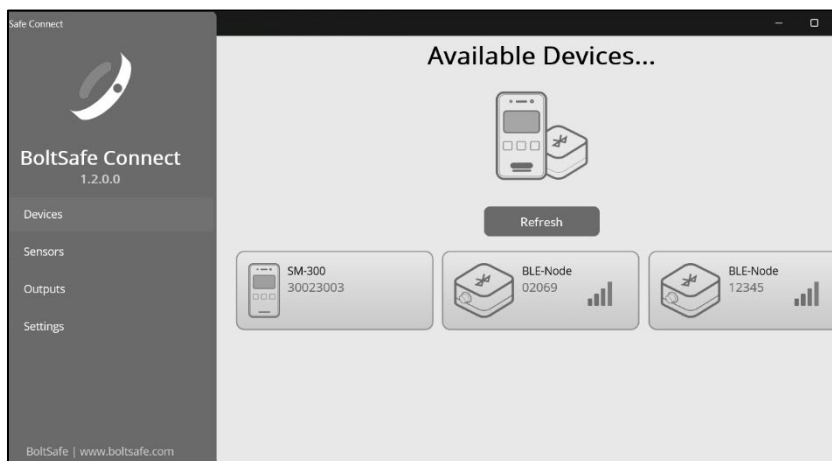 Safe Connect
BoltSafe Connect
1.2.0.0
Devices
Sensors
Outputs
Settings
BoltSafe | www.boltsafe.com
Available Devices...
Refresh
SM-300
30023003
BLE-Node
02069
BLE-Node
12345